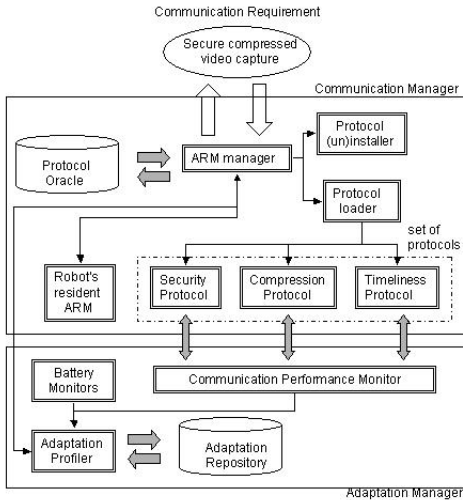 Communication Requirement
Secure compressed
video capture
Communication Manager
Protocol
(un)installer
ARM manager
Protocol
Oracle
Protocol
loader
set of
protocols
Robot's
resident
ARM
Security
Protocol
Compression
Protocol
Timeliness
Protocol
Battery
Monitors
Communication Performance Monitor
Adaptation
Profiler
Adaptation
Repository
Adaptation Manager